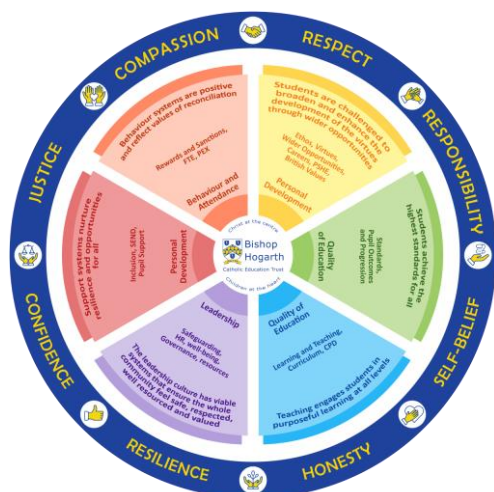 COMPASSION
RESPECT
RESPONSIBILITY
SELF-BELIEF
HONESTY
RESILIENCE
CONFIDENCE
JUSTICE
Behaviour systems are positive
and reflect values of reconciliation
Rewards and Sanctions,
FTE, PEX
Behaviour and
Attendance
Students are challenged to
broaden and enhance the
development of the virtues
through wider opportunities
Ethos, Virtues,
Wider Opportunities,
Careers, PSHE,
British Values
Personal
Development
Students achieve the
highest standards for all
Standards,
Pupil Outcomes
and Progression
Quality
of Education
Quality of
Education
Learning and Teaching,
Curriculum, CPD
Teaching engages students in
purposeful learning at all levels
Leadership
Safeguarding,
HR, well-being,
Governance, resources
The leadership culture has viable
systems that ensure the whole
community feel safe, respected,
well resourced and valued
Support systems nurture
resilience and opportunities
for all
Inclusion, SEND,
Pupil Support
Personal
Development
Christ at the centre
Bishop
Hogarth
Catholic Education Trust
Children at the heart